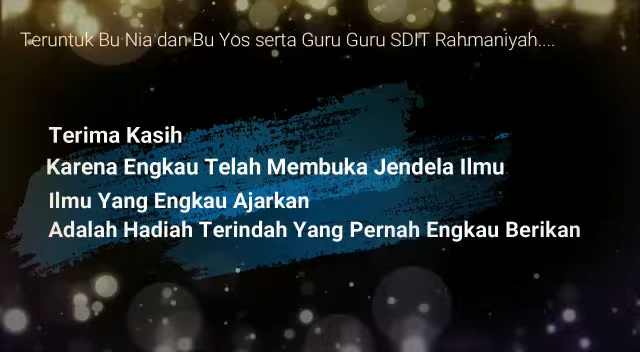 Teruntuk Bu Nia dan Bu Yos serta Guru Guru SDIT Rahmaniyah....
Terima Kasih
Karena Engkau Telah Membuka Jendela Ilmu
Ilmu Yang Engkau Ajarkan
Adalah Hadiah Terindah Yang Pernah Engkau Berikan